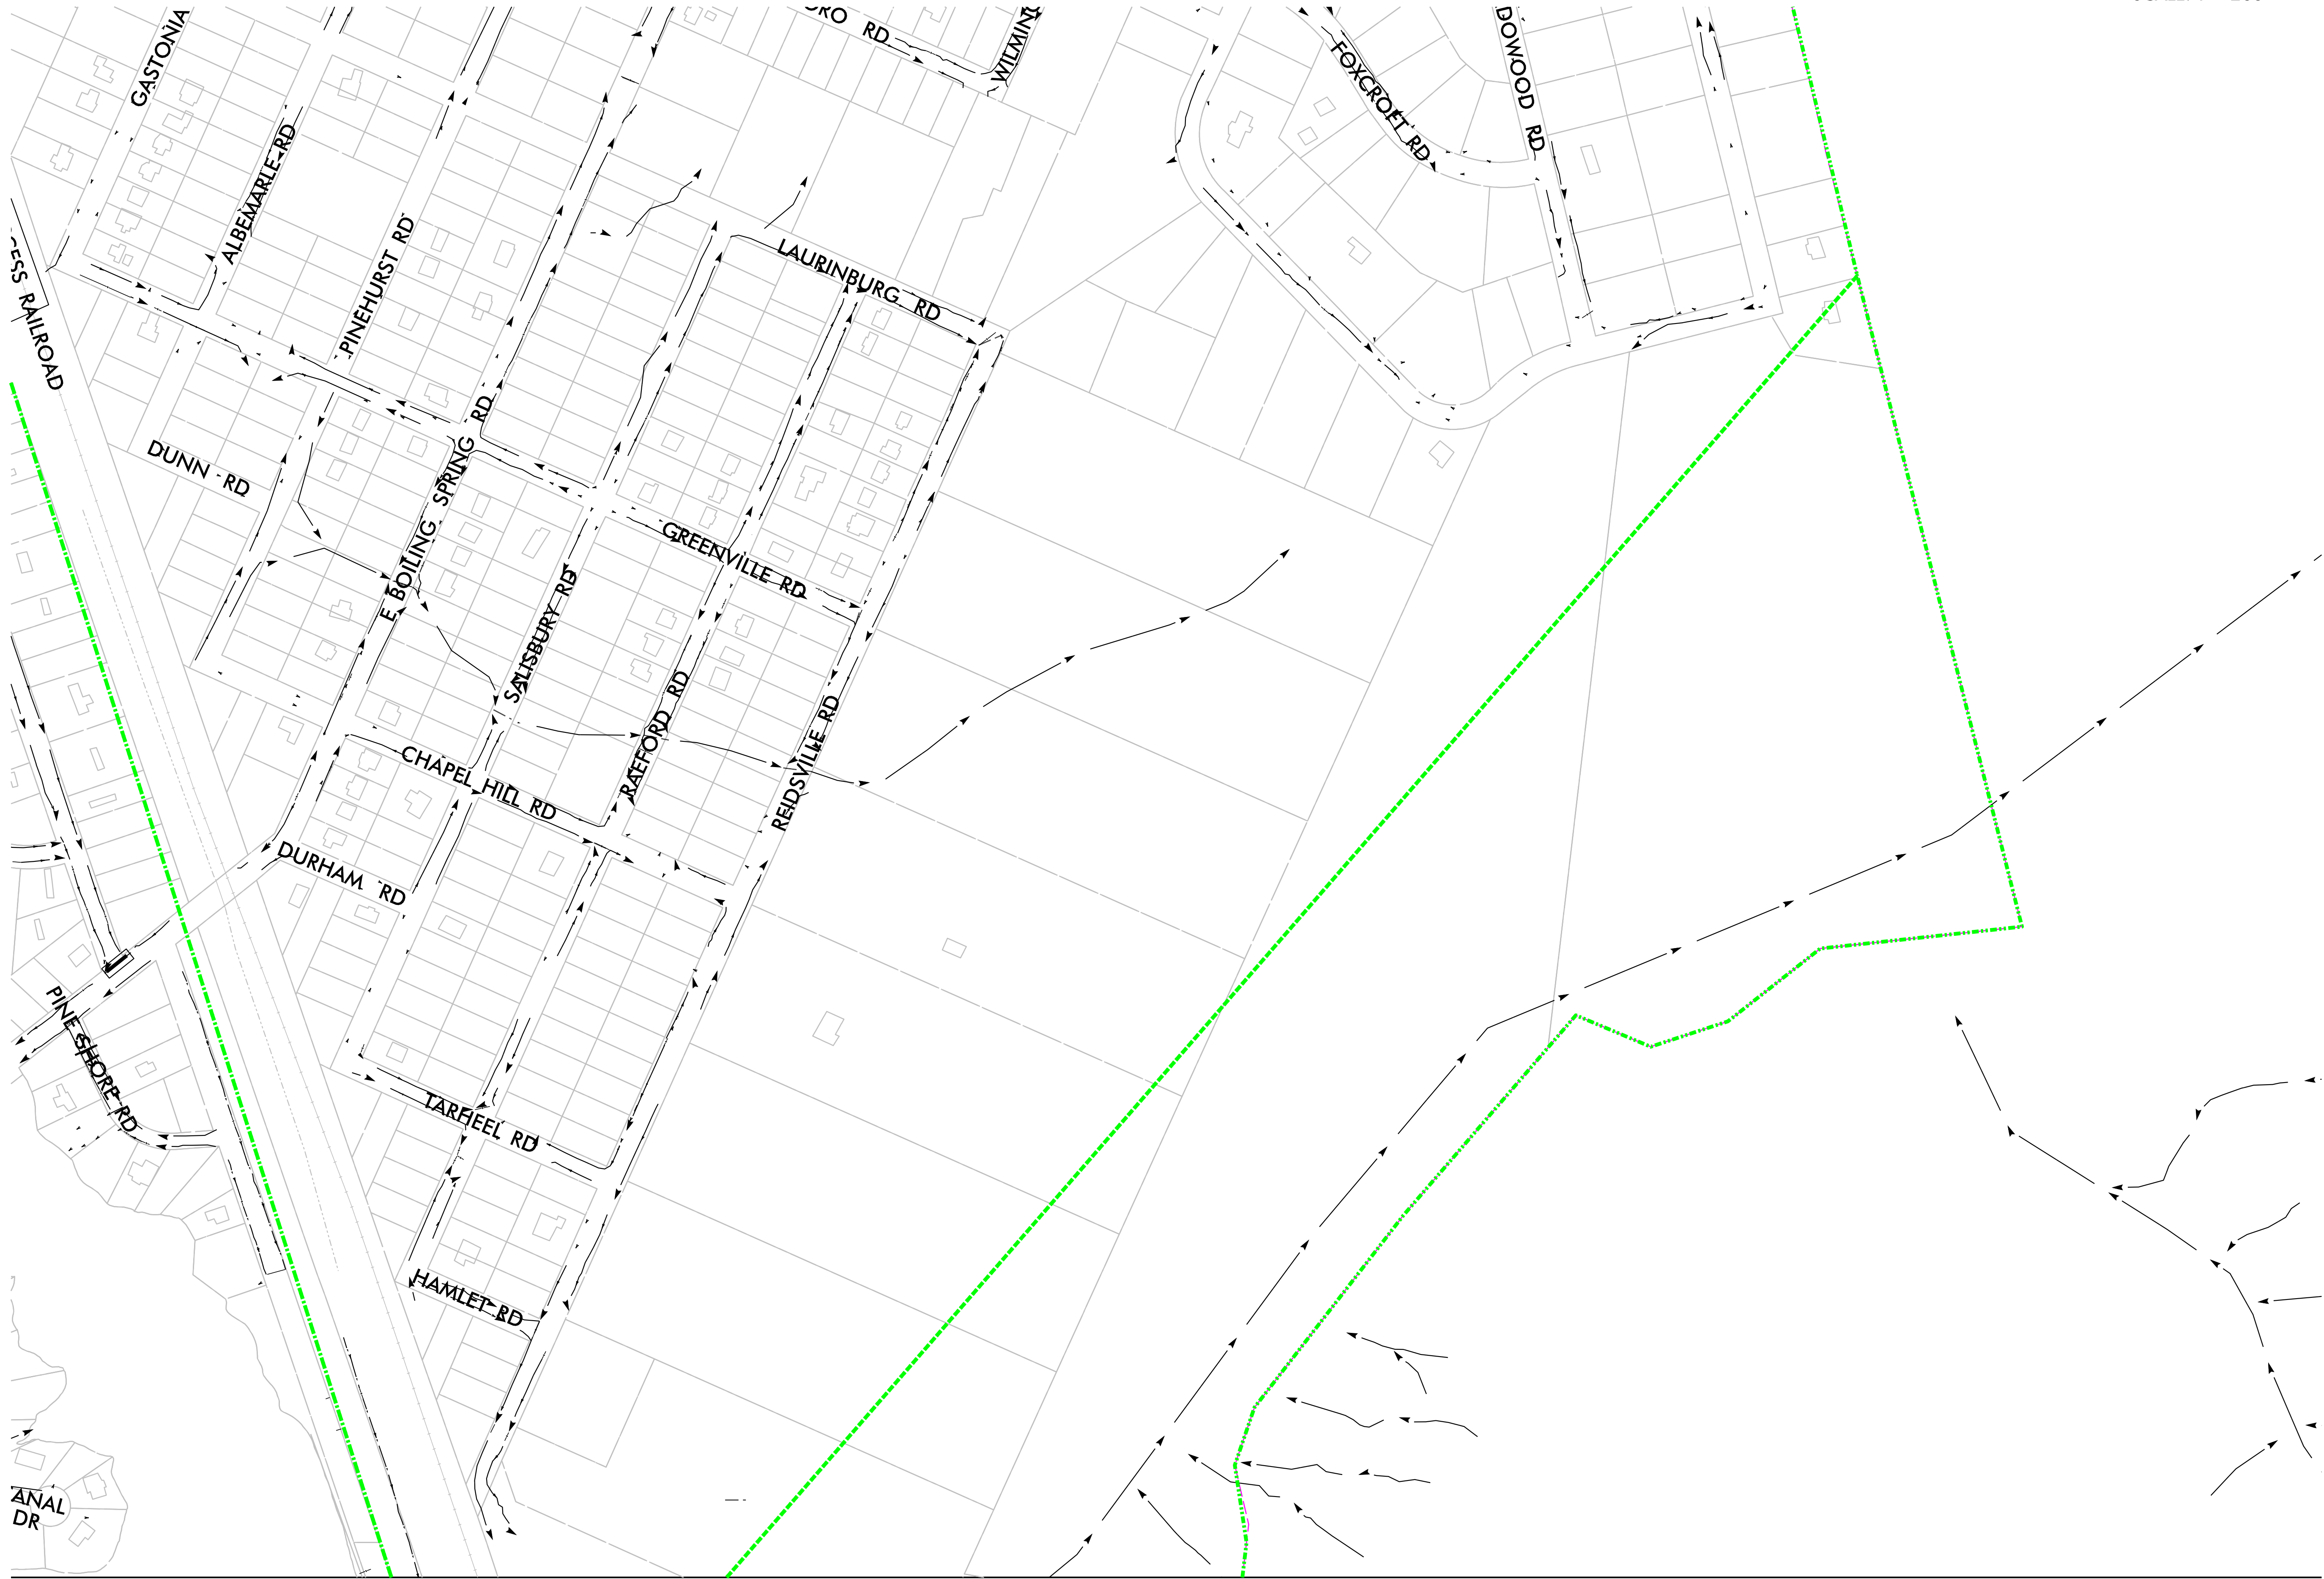 GASTONIA
RD
FOXCROFT RD
RD
ALBEMARLE RD
PINEHURST RD
LAURINBURG RD
RAILROAD
DUNN RD
E BOILING SPRING RD
GREENVILLE RD
SALISBURY RD
RAEFORD RD
REIDSVILLE RD
CHAPEL HILL RD
DURHAM RD
PINE SHORE RD
TARHEEL RD
HAMLET RD
DR